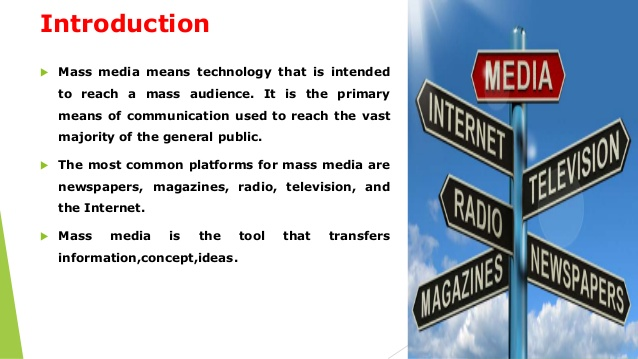 Introduction
Mass media means technology that is intended
to reach a mass audience. It is the primary
means of communication used to reach the vast
majority of the general public.
The most common platforms for mass media are
newspapers, magazines, radio, television, and
the Internet.
Mass media is the tool that transfers
information,concept,ideas.
MEDIA
INTERNET
TELEVISION
RADIO
MAGAZINES
NEWSPAPERS